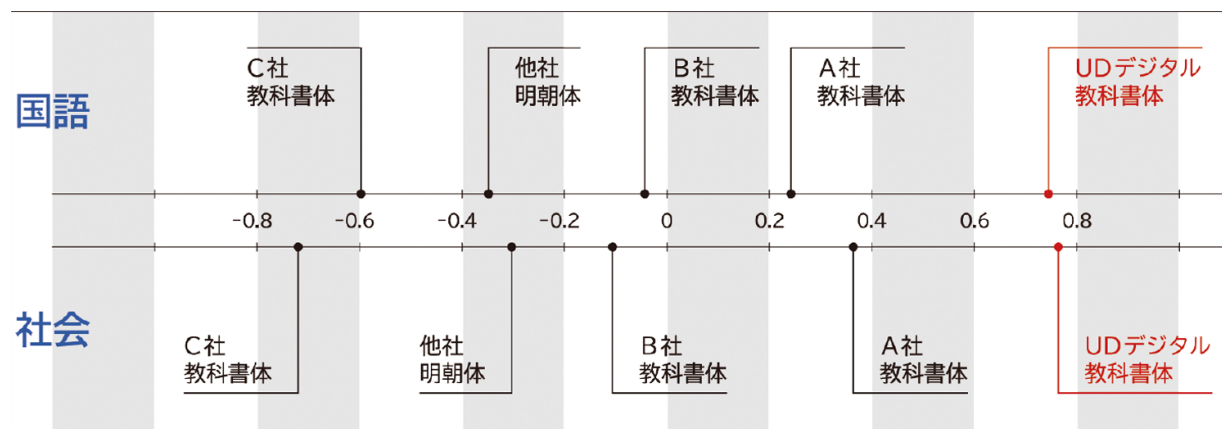 国語
C社
教科書体
他社
明朝体
B社
教科書体
A社
教科書体
UDデジタル
教科書体
-0.8 -0.6 -0.4 -0.2 0 0.2 0.4 0.6 0.8
社会
C社
教科書体
他社
明朝体
B社
教科書体
A社
教科書体
UDデジタル
教科書体